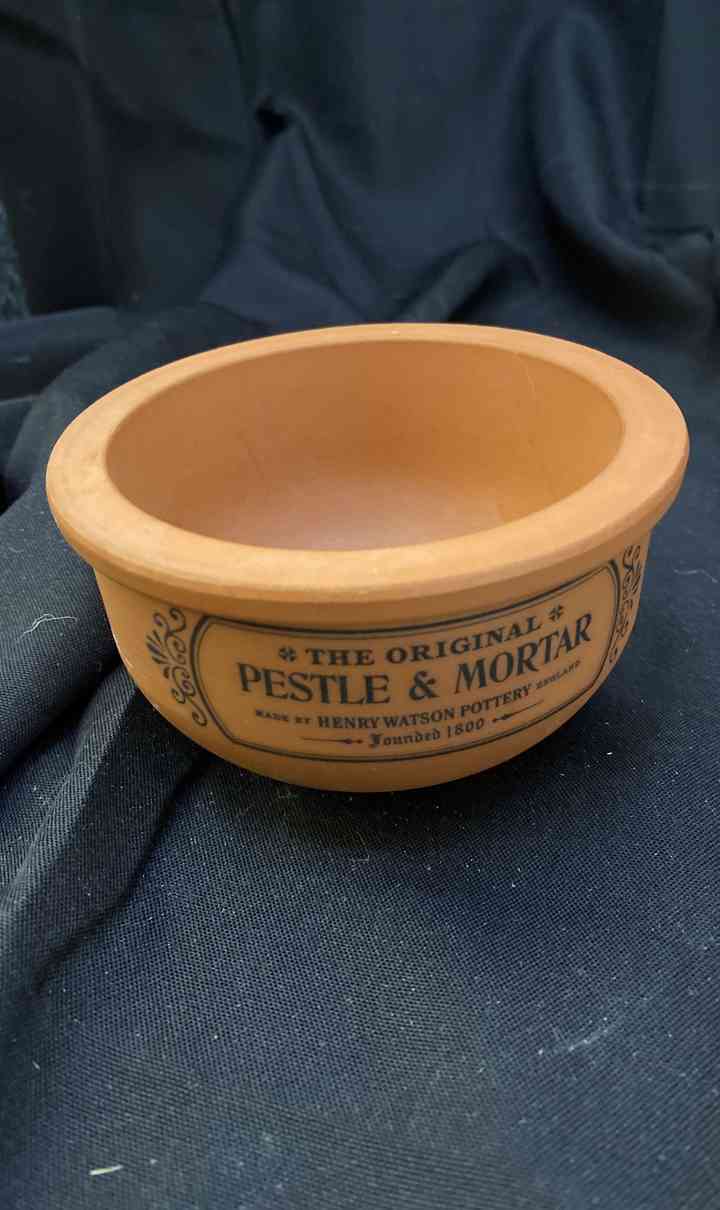 THE ORIGINAL
PESTLE & MORTAR
MADE BY HENRY WATSON POTTERY ENGLAND
Founded 1800